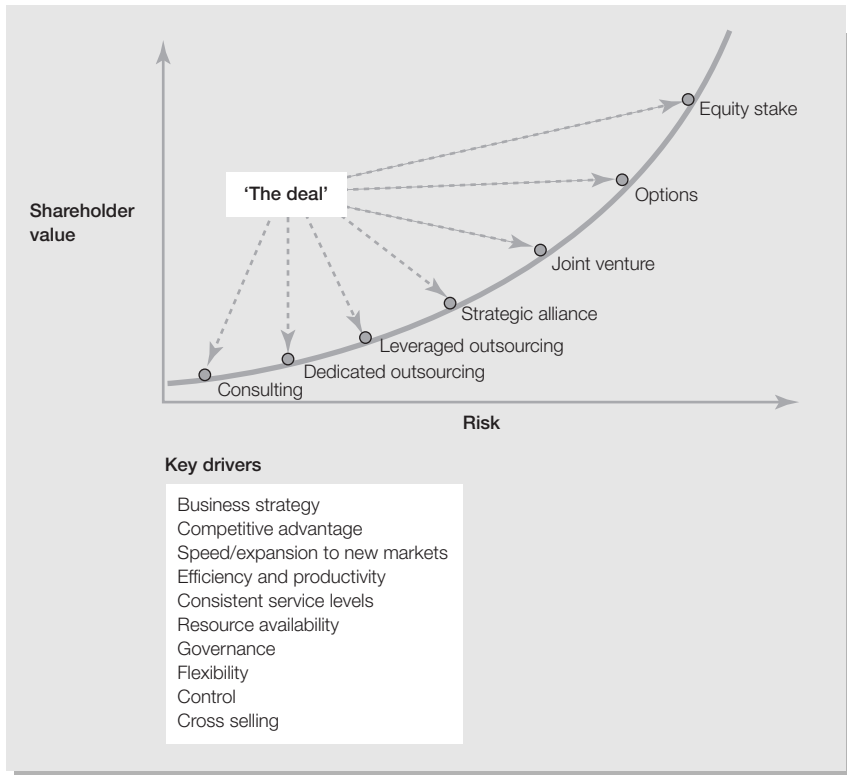 Equity stake
‘The deal’
Options
Shareholder
value
Joint venture
Strategic alliance
Leveraged outsourcing
Dedicated outsourcing
Consulting
Risk
Key drivers
Business strategy
Competitive advantage
Speed/expansion to new markets
Efficiency and productivity
Consistent service levels
Resource availability
Governance
Flexibility
Control
Cross selling